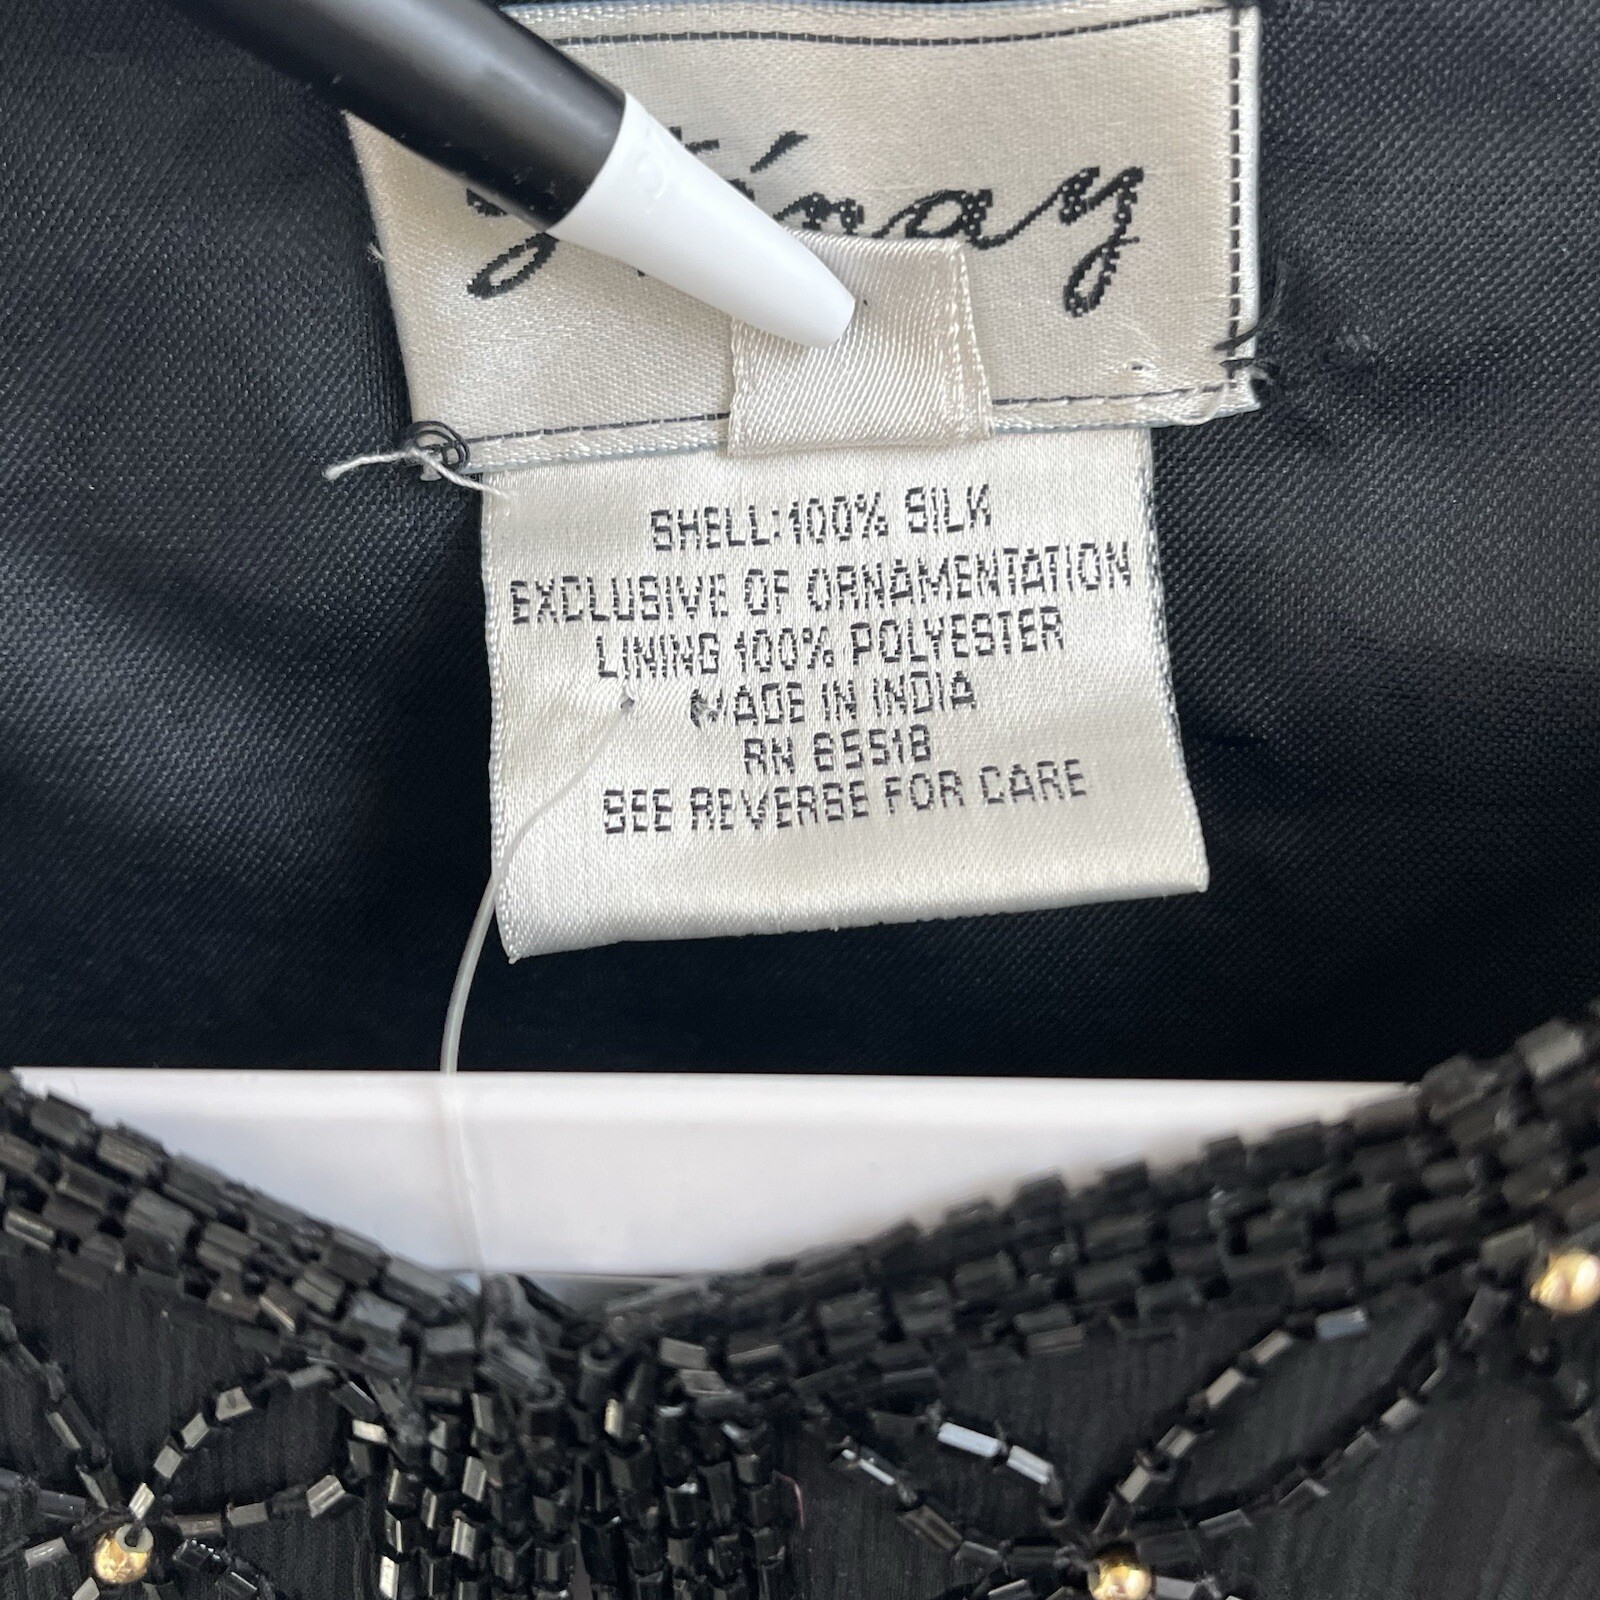 SHELL:100% SILK
EXCLUSIVE OF ORNAMENTATION
LINING 100% POLYESTER
MADE IN INDIA
RN 65518
SEE REVERSE FOR CARE